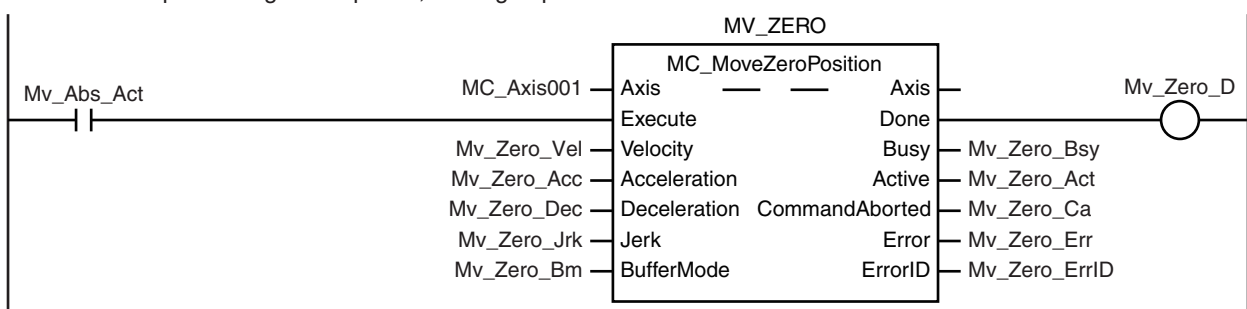 MV_ZERO
MC_MoveZeroPosition
MC_Axis001 Axis Axis
Mv_Abs_Act Mv_Zero_D
Execute Done
Mv_Zero_Vel Velocity Busy Mv_Zero_Bsy
Mv_Zero_Acc Acceleration Active Mv_Zero_Act
Mv_Zero_Dec Deceleration CommandAborted Mv_Zero_Ca
Mv_Zero_Jrk Jerk Error Mv_Zero_Err
Mv_Zero_Bm BufferMode ErrorID Mv_Zero_ErrID